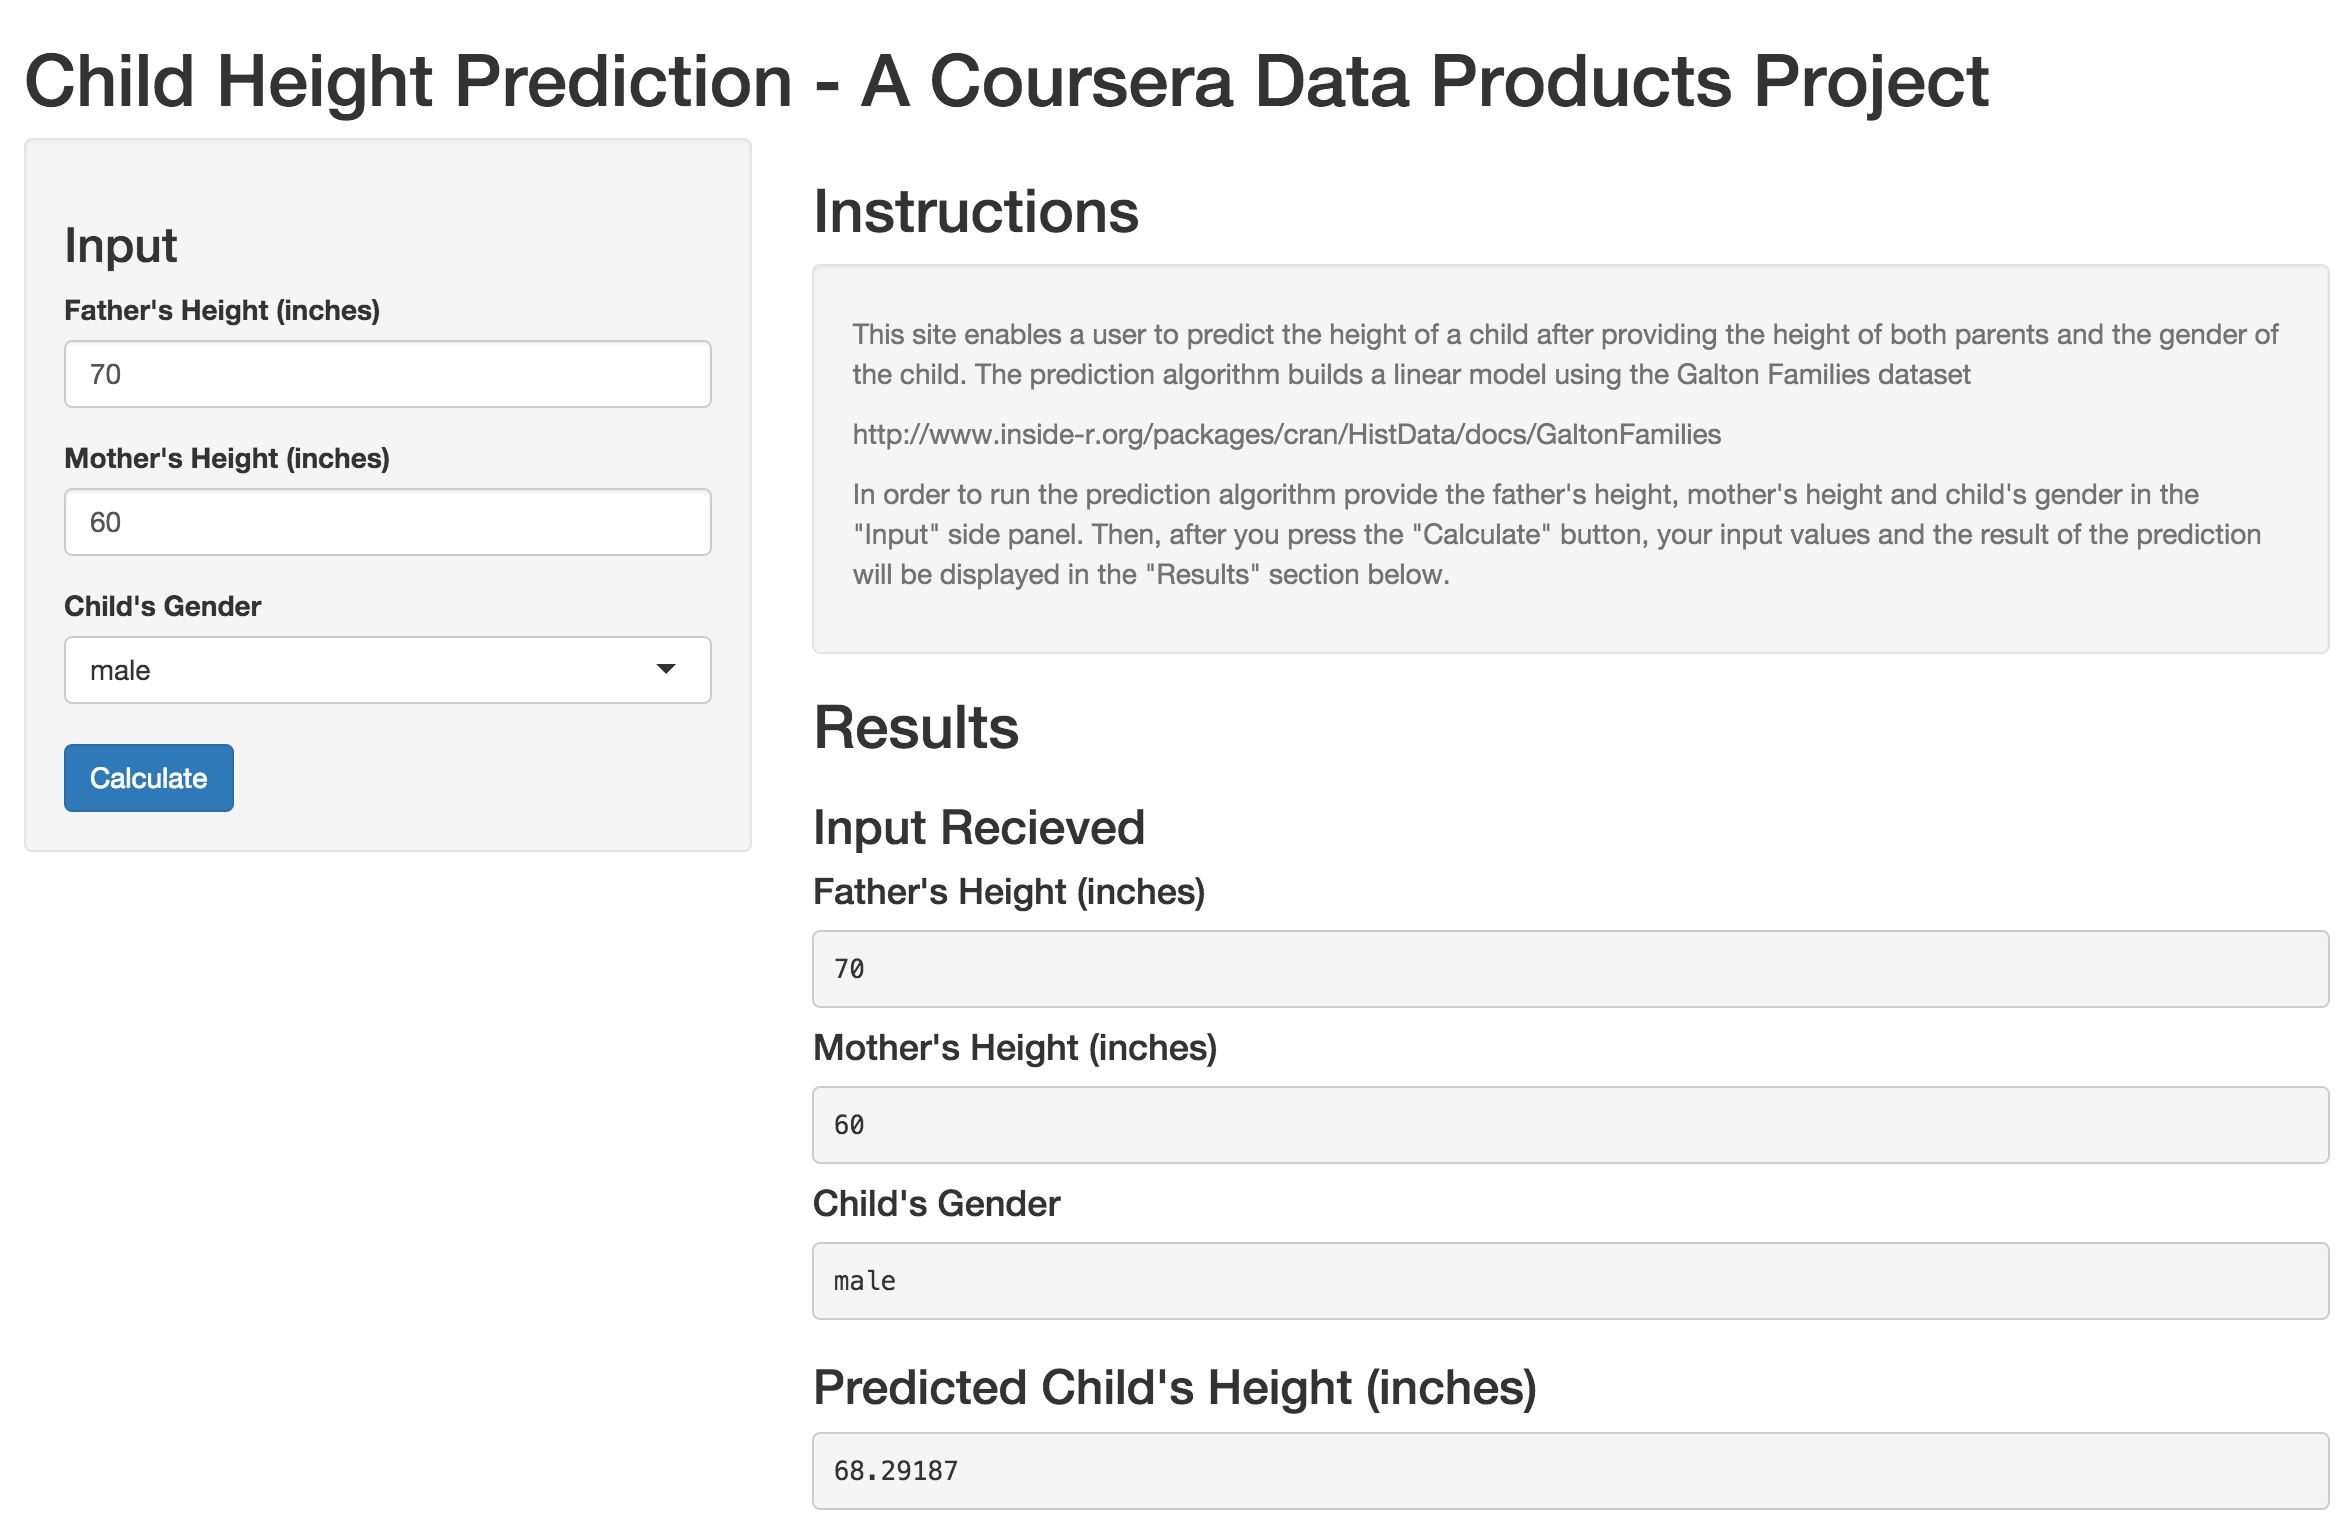 Child Height Prediction - A Coursera Data Products Project
Input
Father's Height (inches)
70
Mother's Height (inches)
60
Child's Gender
male
Calculate
Instructions
This site enables a user to predict the height of a child after providing the height of both parents and the gender of
the child. The prediction algorithm builds a linear model using the Galton Families dataset
http://www.inside-r.org/packages/cran/HistData/docs/GaltonFamilies
In order to run the prediction algorithm provide the father's height, mother's height and child's gender in the
"Input" side panel. Then, after you press the "Calculate" button, your input values and the result of the prediction
will be displayed in the "Results" section below.
Results
Input Recieved
Father's Height (inches)
70
Mother's Height (inches)
60
Child's Gender
male
Predicted Child's Height (inches)
68.29187